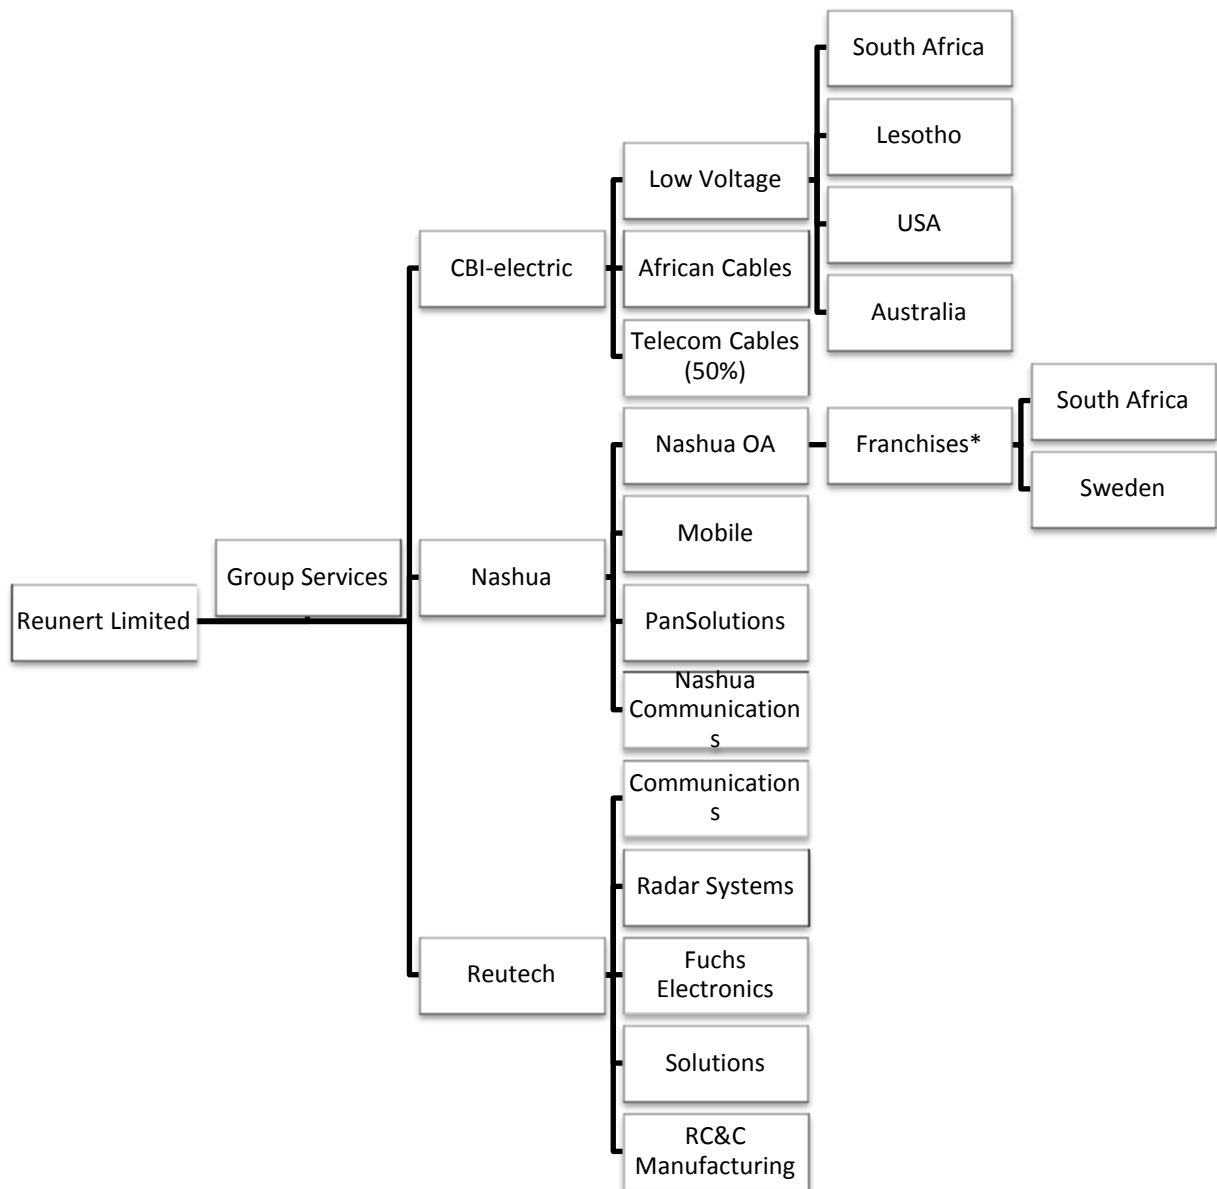 South Africa
Lesotho
Low Voltage
USA
CBI-electric
African Cables
Australia
Telecom Cables
(50%)
South Africa
Nashua OA
Franchises*
Sweden
Mobile
Group Services
Nashua
Reunert Limited
PanSolutions
Nashua
Communication
s
Communication
s
Radar Systems
Reutech
Fuchs
Electronics
Solutions
RC&C
Manufacturing